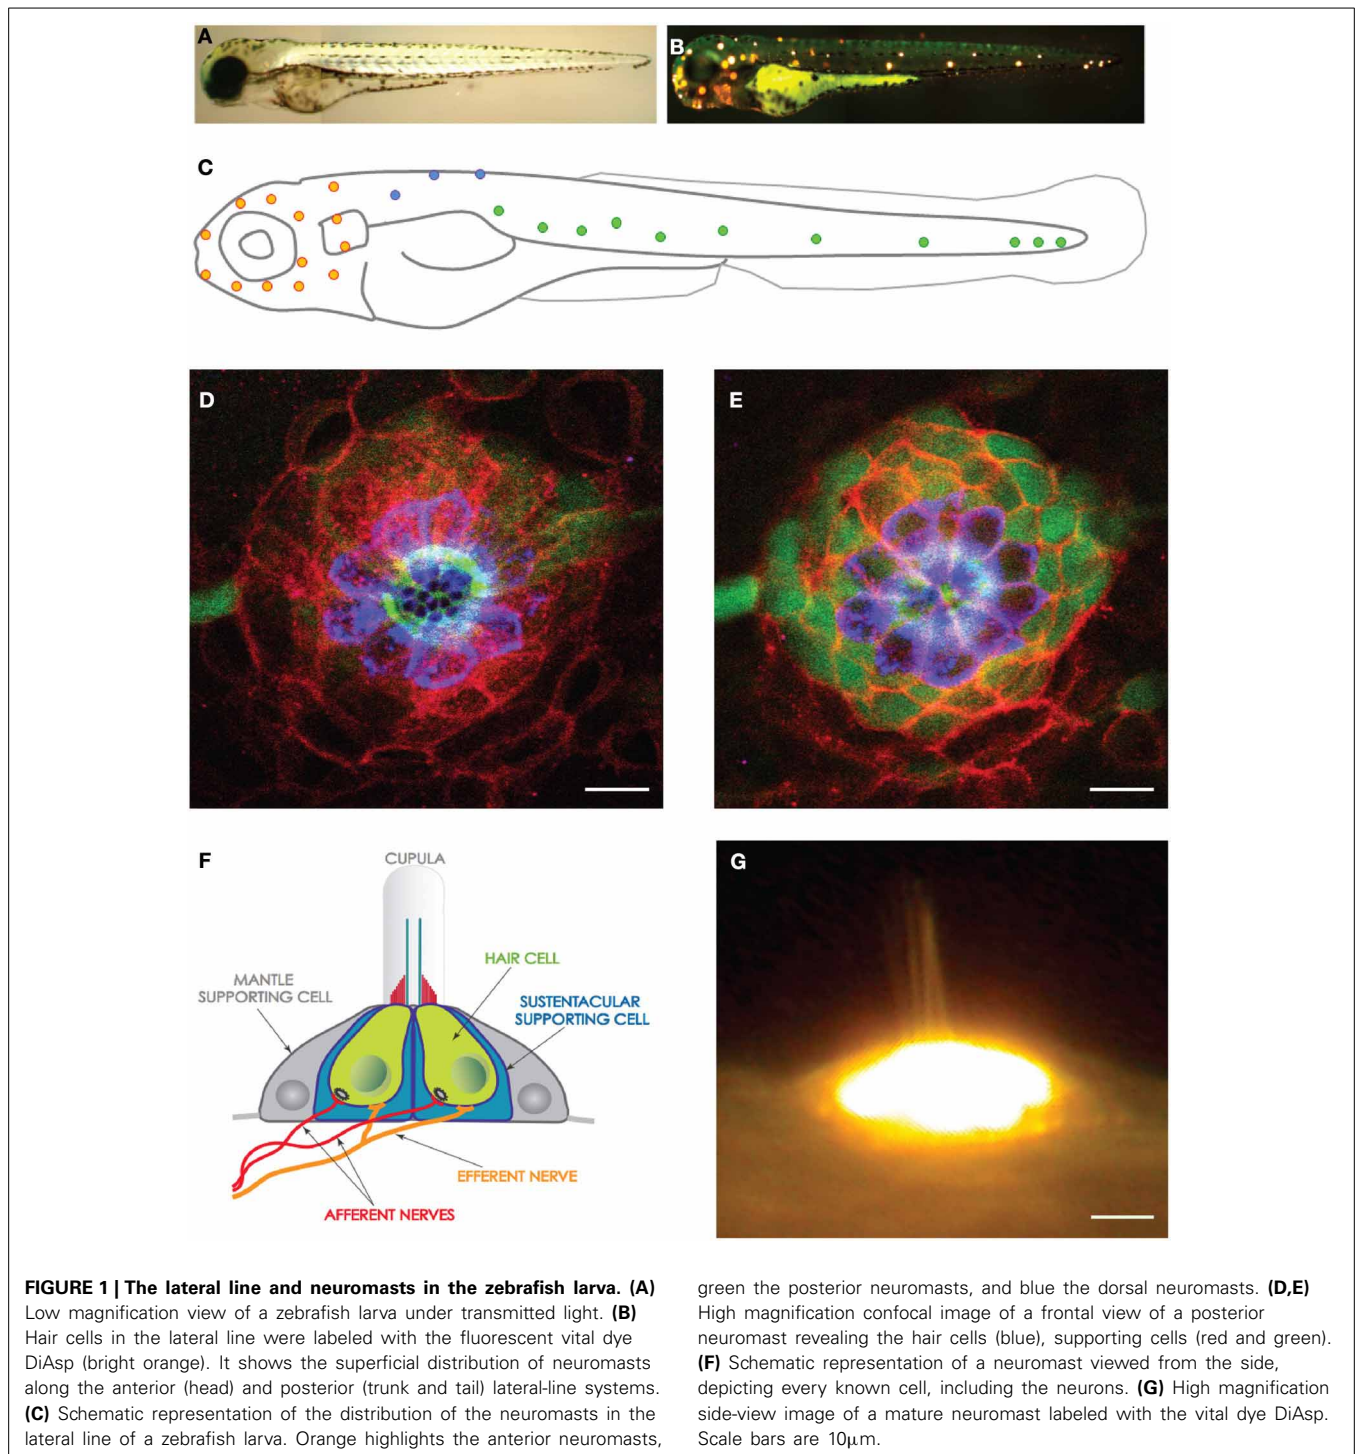 A
B
C
D
E
F
CUPULA
HAIR CELL
MANTLE
SUPPORTING CELL
SUSTENTACULAR
SUPPORTING CELL
EFFERENT NERVE
AFFERENT NERVES
G
FIGURE 1 | The lateral line and neuromasts in the zebrafish larva. (A)
Low magnification view of a zebrafish larva under transmitted light. (B)
Hair cells in the lateral line were labeled with the fluorescent vital dye
DiAsp (bright orange). It shows the superficial distribution of neuromasts
along the anterior (head) and posterior (trunk and tail) lateral-line systems.
(C) Schematic representation of the distribution of the neuromasts in the
lateral line of a zebrafish larva. Orange highlights the anterior neuromasts,
green the posterior neuromasts, and blue the dorsal neuromasts. (D,E)
High magnification confocal image of a frontal view of a posterior
neuromast revealing the hair cells (blue), supporting cells (red and green).
(F) Schematic representation of a neuromast viewed from the side,
depicting every known cell, including the neurons. (G) High magnification
side-view image of a mature neuromast labeled with the vital dye DiAsp.
Scale bars are 10μm.